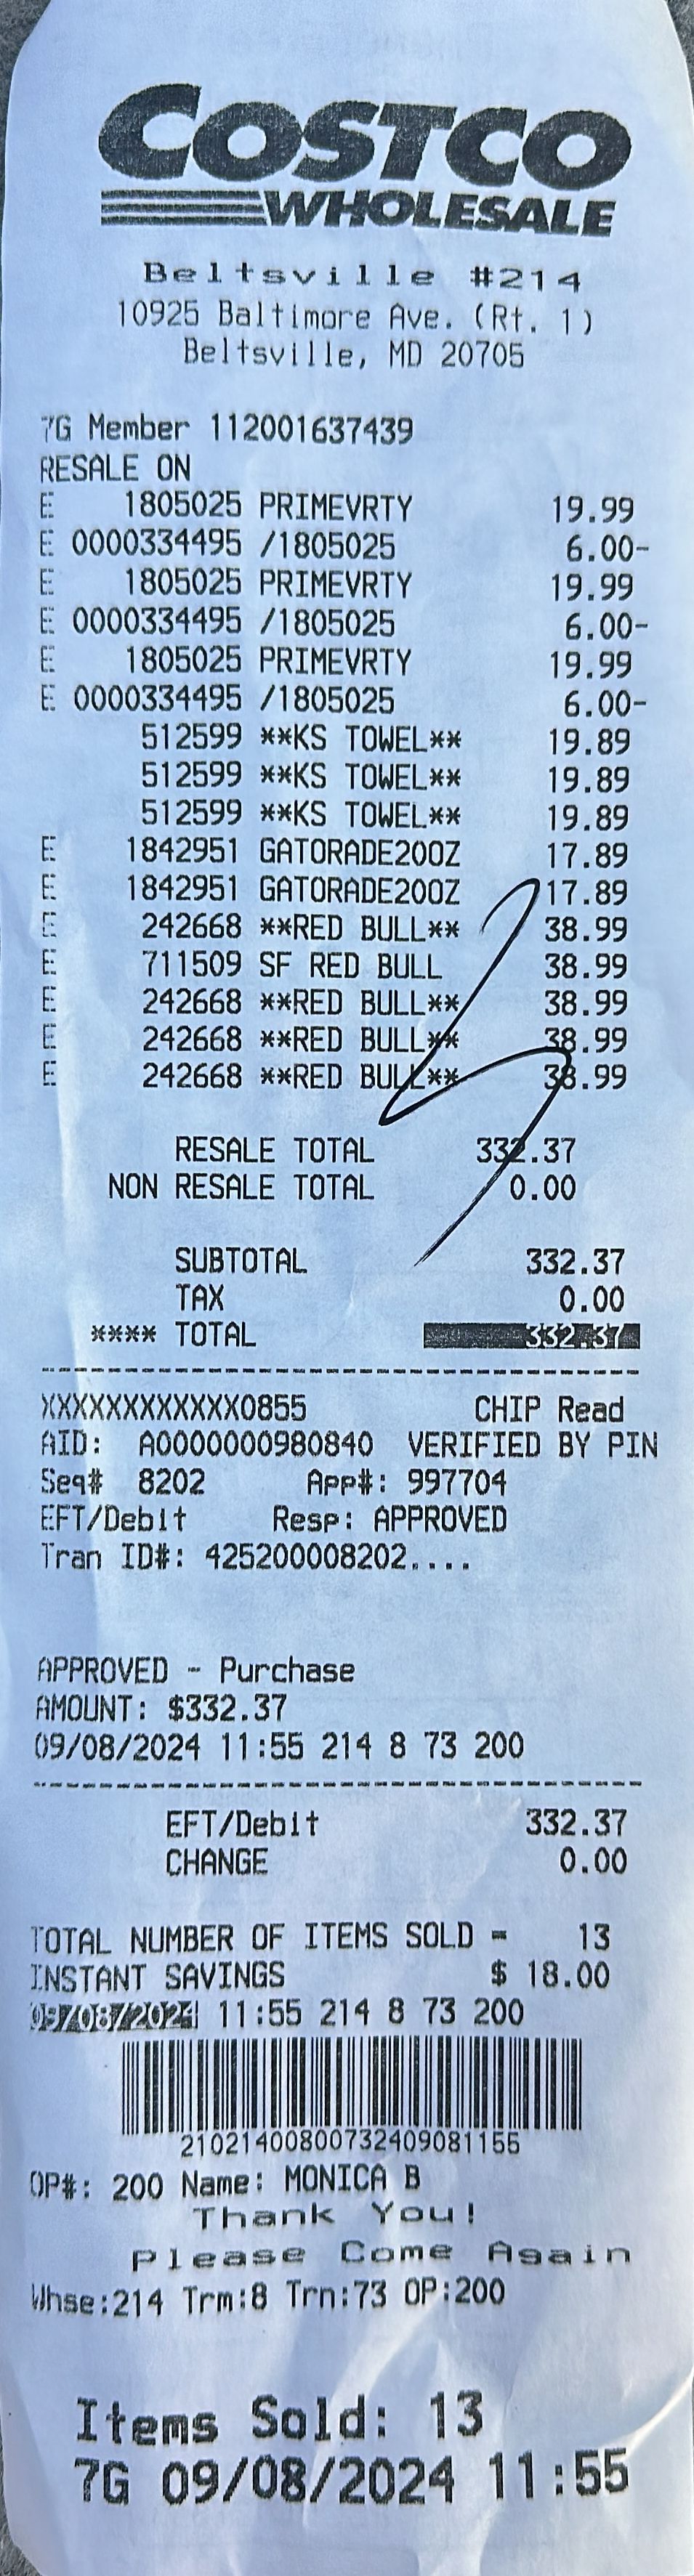 COSTCO
WHOLESALE
Beltsville #214
10925 Baltimore Ave. (Rt. 1)
Beltsville, MD 20705
7G Member 112001637439
RESALE ON
E 1805025 PRIMEVRTY 19.99
E 0000334495 /1805025 6.00-
E 1805025 PRIMEVRTY 19.99
E 0000334495 /1805025 6.00-
E 1805025 PRIMEVRTY 19.99
E 0000334495 /1805025 6.00-
512599 **KS TOWEL** 19.89
512599 **KS TOWEL** 19.89
512599 **KS TOWEL** 19.89
E 1842951 GATORADE20OZ 17.89
E 1842951 GATORADE20OZ 17.89
E 242668 **RED BULL** 38.99
E 711509 SF RED BULL 38.99
E 242668 **RED BULL** 38.99
E 242668 **RED BULL** 38.99
E 242668 **RED BULL** 38.99
RESALE TOTAL 332.37
NON RESALE TOTAL 0.00
SUBTOTAL 332.37
TAX 0.00
**** TOTAL 332.37
XXXXXXXXXXXX0855 CHIP Read
AID: A0000000980840 VERIFIED BY PIN
Seq# 8202 App#: 997704
EFT/Debit Resp: APPROVED
Tran ID#: 425200008202....
APPROVED - Purchase
AMOUNT: $332.37
09/08/2024 11:55 214 8 73 200
EFT/Debit 332.37
CHANGE 0.00
TOTAL NUMBER OF ITEMS SOLD = 13
INSTANT SAVINGS $ 18.00
09/08/2024 11:55 214 8 73 200
21021400800732409081155
OP#: 200 Name: MONICA B
Thank You!
Please Come Again
Whse:214 Trm:8 Trn:73 OP:200
Items Sold: 13
7G 09/08/2024 11:55